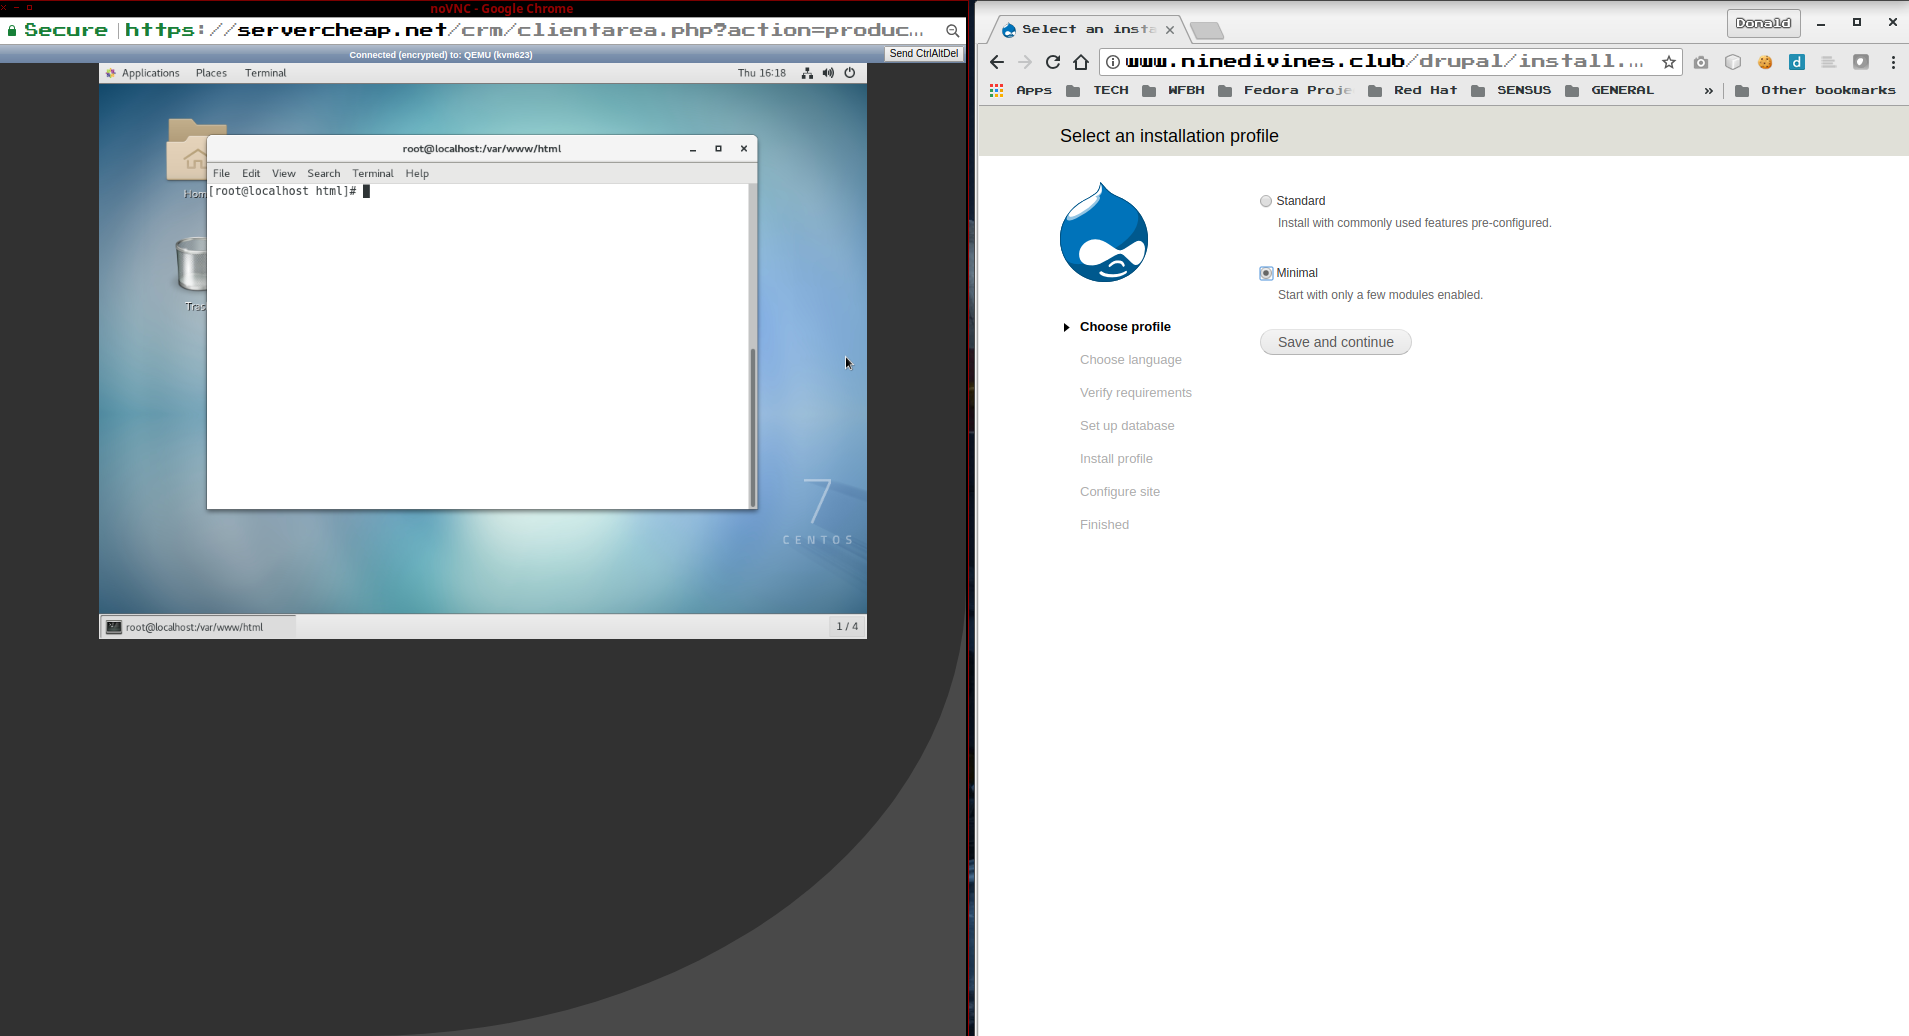 noVNC - Google Chrome
Secure | https://servercheap.net/crm/clientarea.php?action=produc...
Connected (encrypted) to: QEMU (kvm623)
Send CtrlAltDel
Applications Places Terminal
Thu 16:18
root@localhost:/var/www/html
File Edit View Search Terminal Help
[root@localhost html]#
Hom
Tras
7
CENTOS
root@localhost:/var/www/html
1 / 4
Select an insta
Donald
www.ninedivines.club/drupal/install....
Apps TECH WFBH Fedora Proje Red Hat SENSUS GENERAL » Other bookmarks
Select an installation profile
Standard
Install with commonly used features pre-configured.
Minimal
Start with only a few modules enabled.
Save and continue
Choose profile
Choose language
Verify requirements
Set up database
Install profile
Configure site
Finished